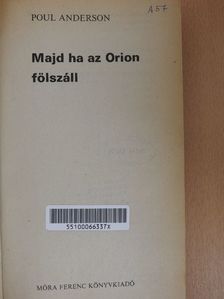 POUL ANDERSON
A57
Majd ha az Orion
fölszáll
55100066337X
MÓRA FERENC KÖNYVKIADÓ